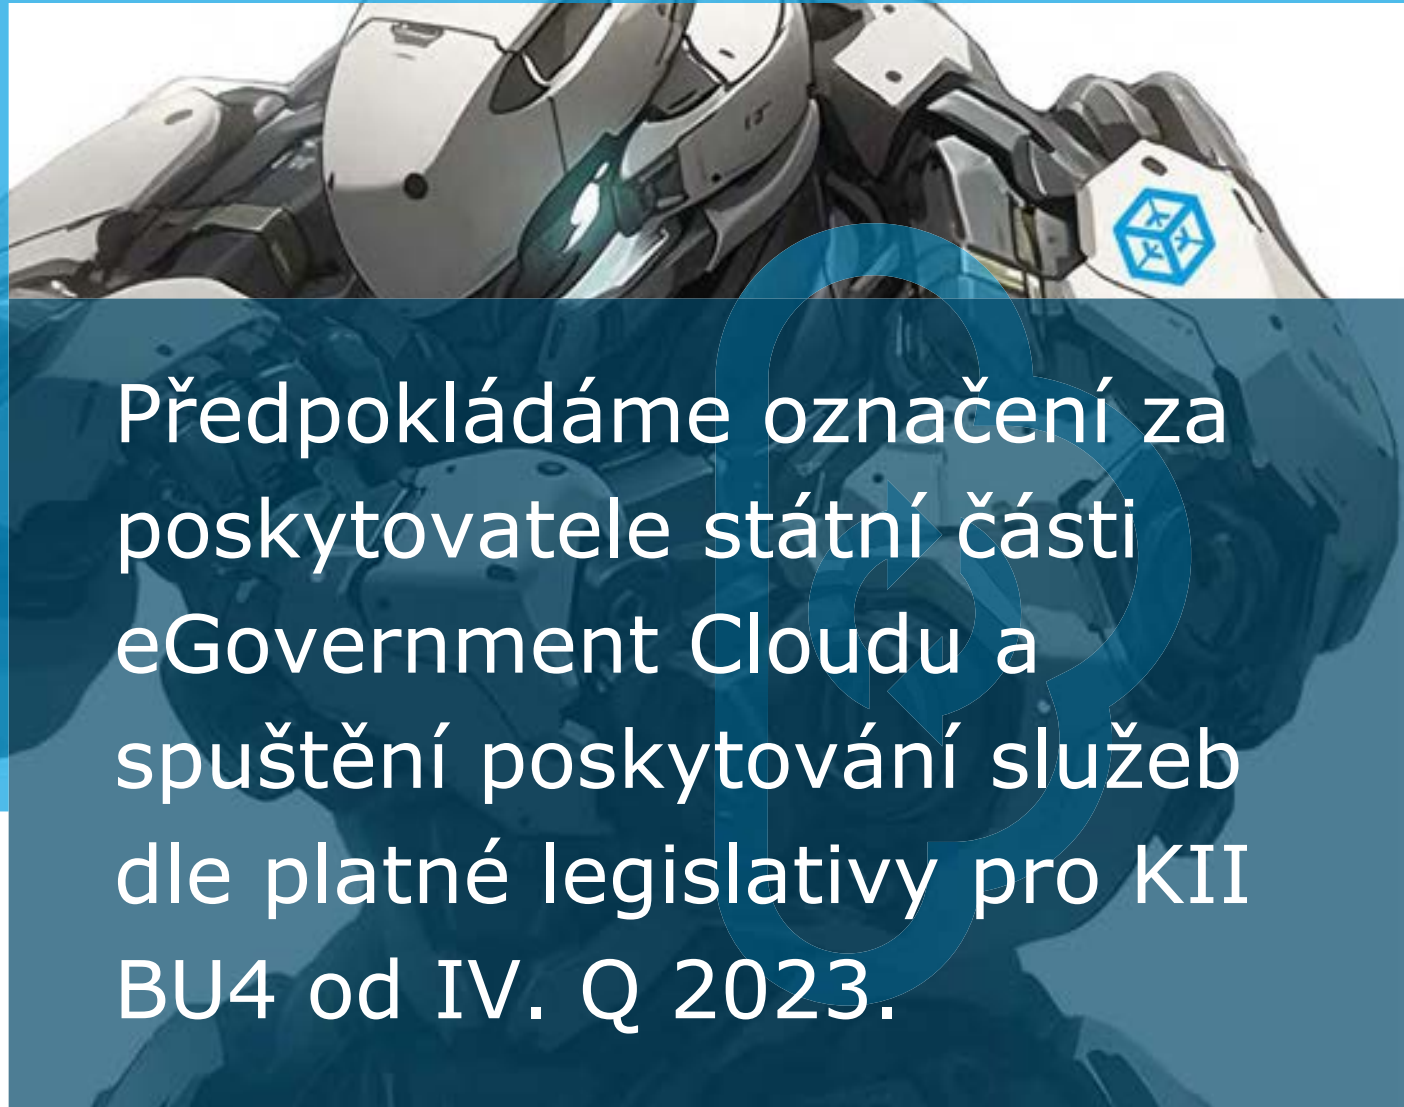 Předpokládáme označení za
poskytovatele státní části
eGovernment Cloudu a
spuštění poskytování služeb
dle platné legislativy pro KII
BU4 od IV. Q 2023.